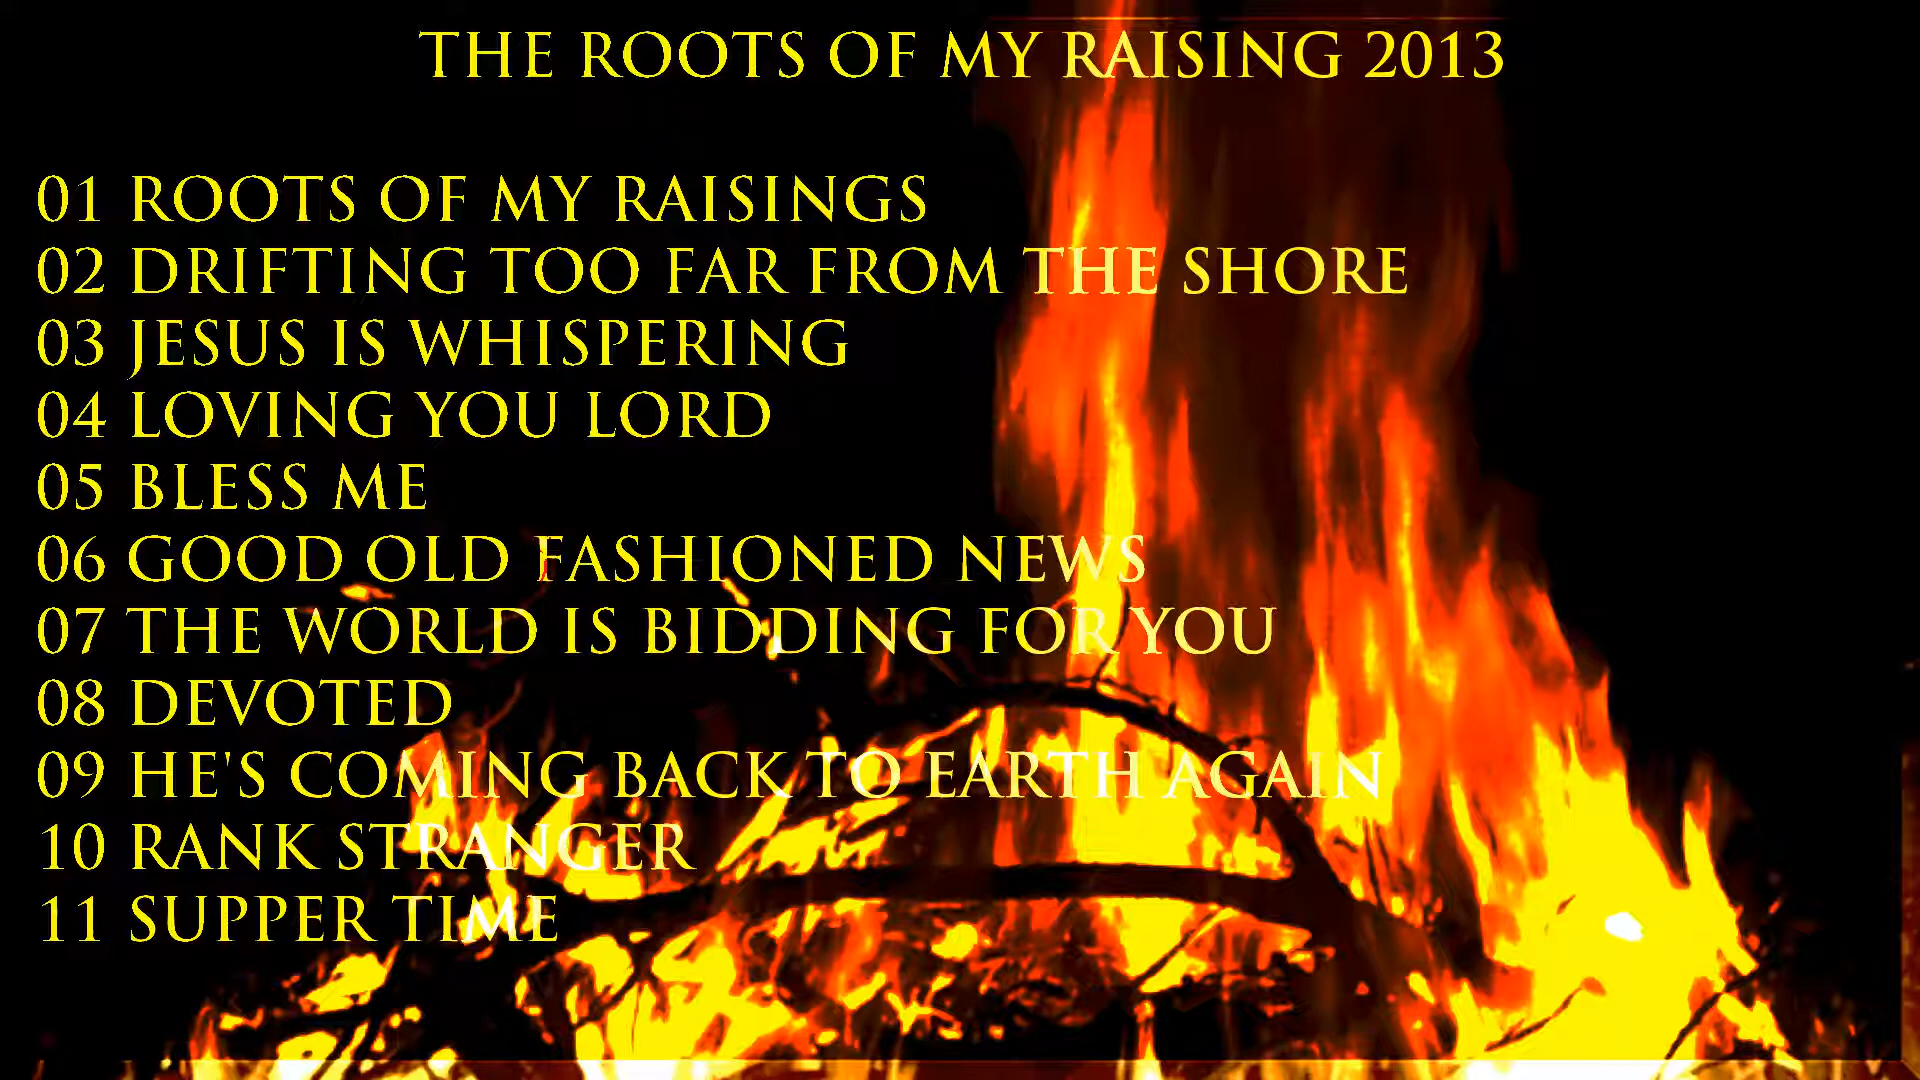 THE ROOTS OF MY RAISING 2013
01 ROOTS OF MY RAISINGS
02 DRIFTING TOO FAR FROM THE SHORE
03 JESUS IS WHISPERING
04 LOVING YOU LORD
05 BLESS ME
06 GOOD OLD FASHIONED NEWS
07 THE WORLD IS BIDDING FOR YOU
08 DEVOTED
09 HE'S COMING BACK TO EARTH AGAIN
10 RANK STRANGER
11 SUPPER TIME